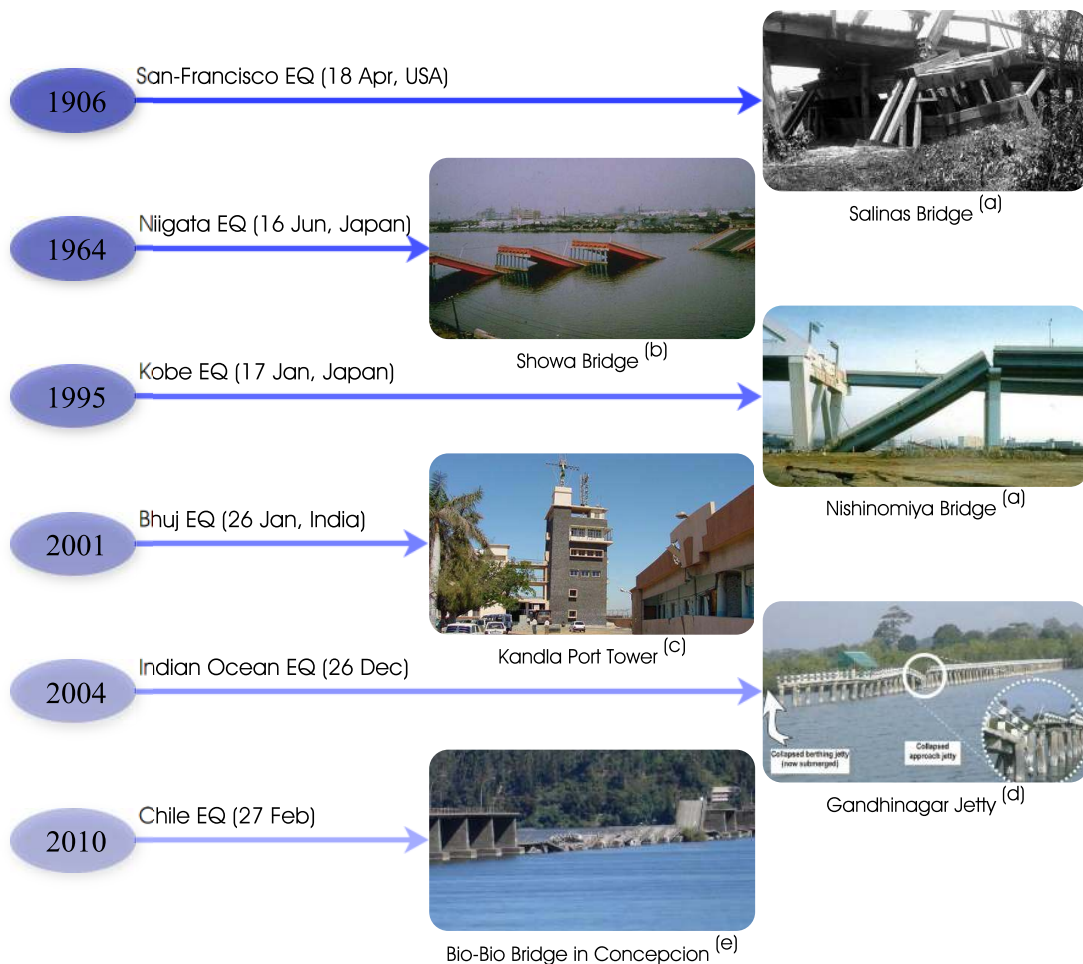 1906
San-Francisco EQ (18 Apr, USA)
Salinas Bridge (a)
1964
Niigata EQ (16 Jun, Japan)
Showa Bridge (b)
1995
Kobe EQ (17 Jan, Japan)
Nishinomiya Bridge (a)
2001
Bhuj EQ (26 Jan, India)
Kandla Port Tower (c)
2004
Indian Ocean EQ (26 Dec)
Collapsed berthing jetty
(now submerged)
Collapsed
approach jetty
Gandhinagar Jetty (d)
2010
Chile EQ (27 Feb)
Bio-Bio Bridge in Concepcion (e)